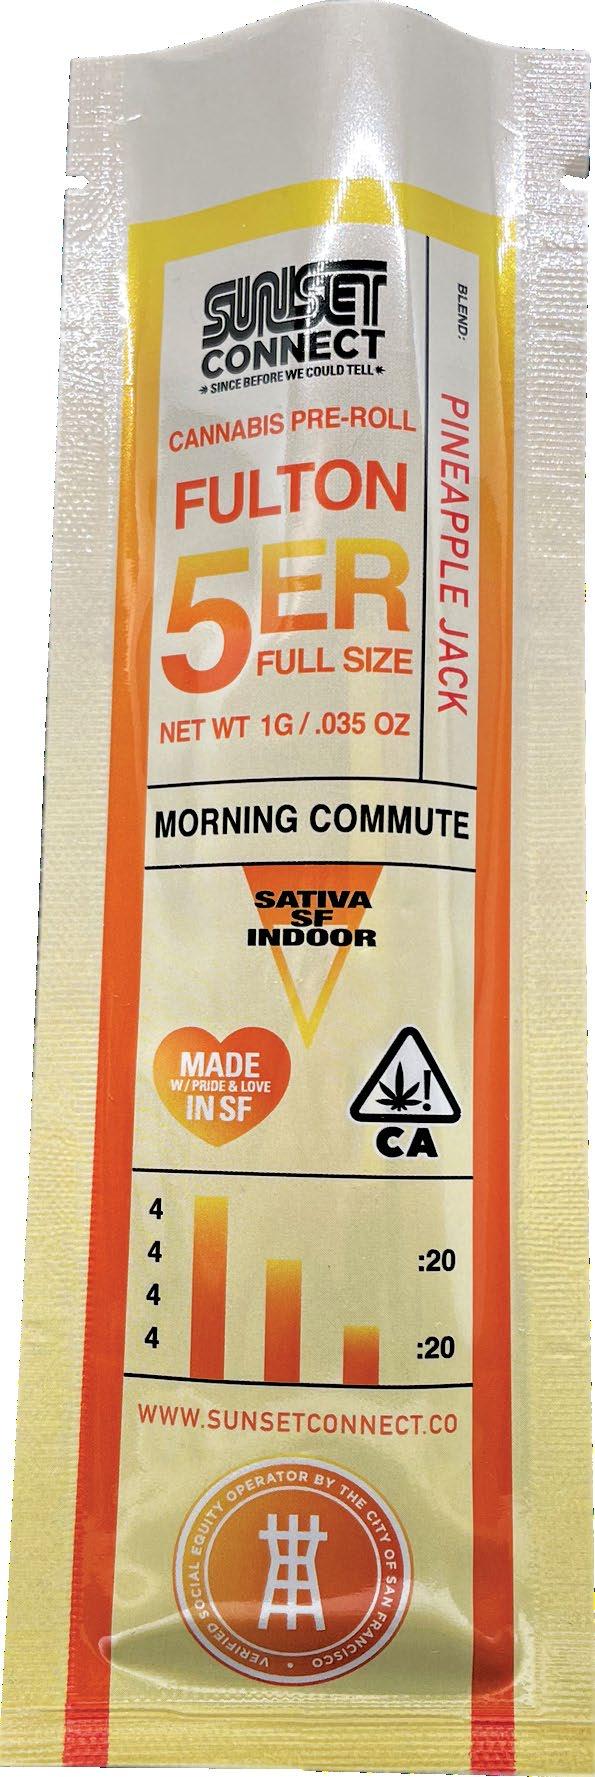 SUNSET
CONNECT
SINCE BEFORE WE COULD TELL
CANNABIS PRE-ROLL
FULTON
5ER
FULL SIZE
NET WT 1G / .035 OZ
BLEND:
PINEAPPLE JACK
MORNING COMMUTE
SATIVA
SF
INDOOR
MADE
W/ PRIDE & LOVE
IN SF
!
CA
4
4
4
4
:20
:20
WWW.SUNSETCONNECT.CO
VERIFIED SOCIAL EQUITY OPERATOR BY THE CITY OF SAN FRANCISCO •